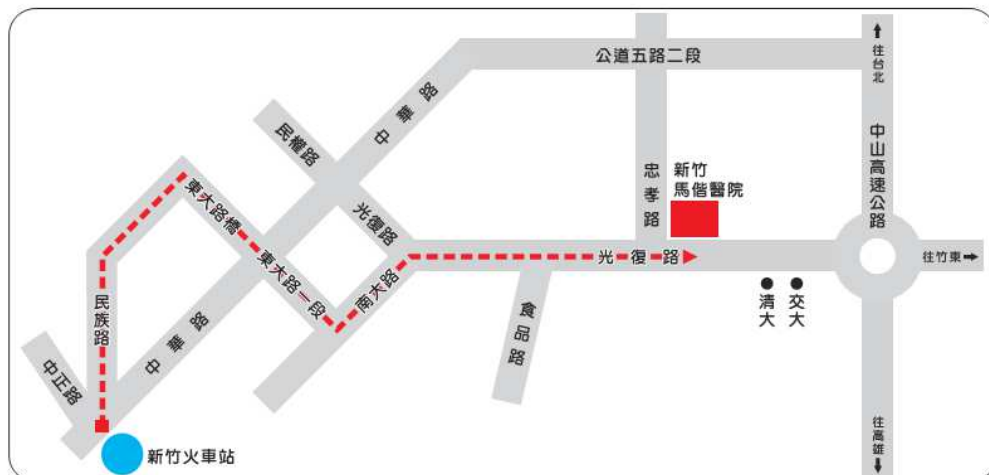 公道五路二段
往台北
中華路
民權路
中山高速公路
忠孝路
新竹
馬偕醫院
東大路橋
光復路
東大路一段
南大路
光復路
往竹東
民族路
中華路
食品路
清大
交大
中正路
新竹火車站
往高雄